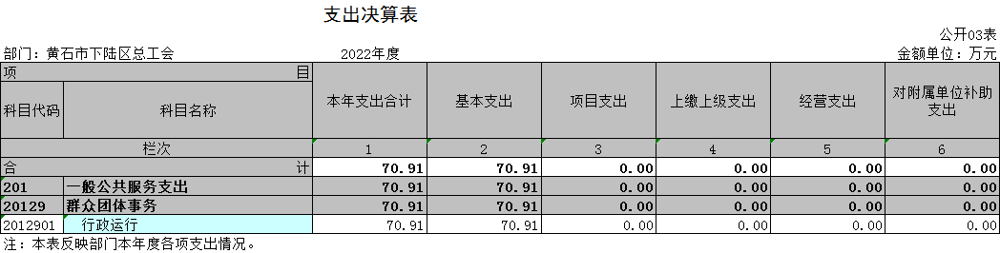 支出决算表
公开03表
部门：黄石市下陆区总工会 2022年度 金额单位：万元
项 目 本年支出合计 基本支出 项目支出 上缴上级支出 经营支出 对附属单位补助支出
科目代码 科目名称
栏次 1 2 3 4 5 6
合 计 70.91 70.91 0.00 0.00 0.00 0.00
201 一般公共服务支出 70.91 70.91 0.00 0.00 0.00 0.00
20129 群众团体事务 70.91 70.91 0.00 0.00 0.00 0.00
2012901 行政运行 70.91 70.91 0.00 0.00 0.00 0.00
注：本表反映部门本年度各项支出情况。